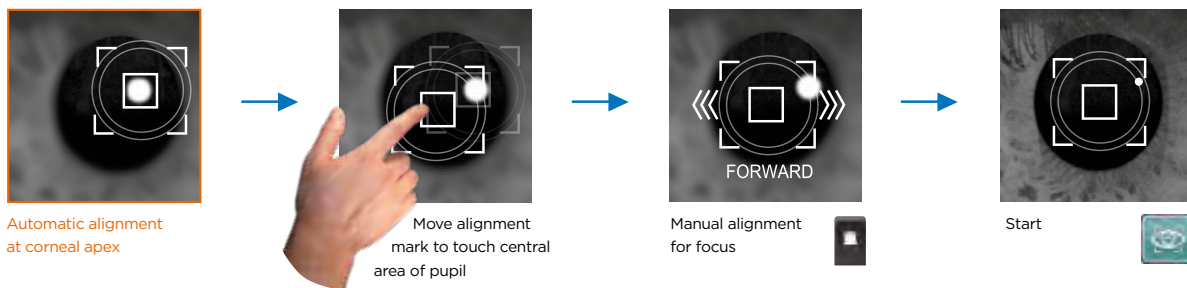 FORWARD
Automatic alignment
at corneal apex
Move alignment
mark to touch central
area of pupil
Manual alignment
for focus
Start